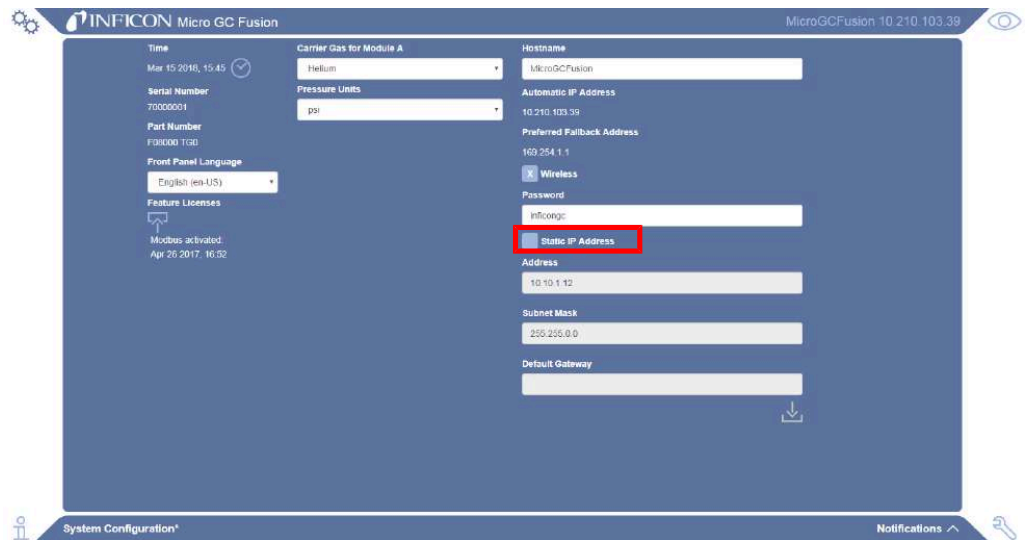 INFICON Micro GC Fusion
MicroGCFusion 10.210.103.39
Time
Mar 15 2018, 15:45
Serial Number
70000001
Part Number
F08000 TG0
Front Panel Language
English (en-US)
Feature Licenses
Modbus activated:
Apr 26 2017, 16:52
Carrier Gas for Module A
Helium
Pressure Units
psi
Hostname
MicroGCFusion
Automatic IP Address
10.210.103.39
Preferred Fallback Address
169.254.1.1
X Wireless
Password
inficongc
Static IP Address
Address
10.10.1.12
Subnet Mask
255.255.0.0
Default Gateway
System Configuration*
Notifications